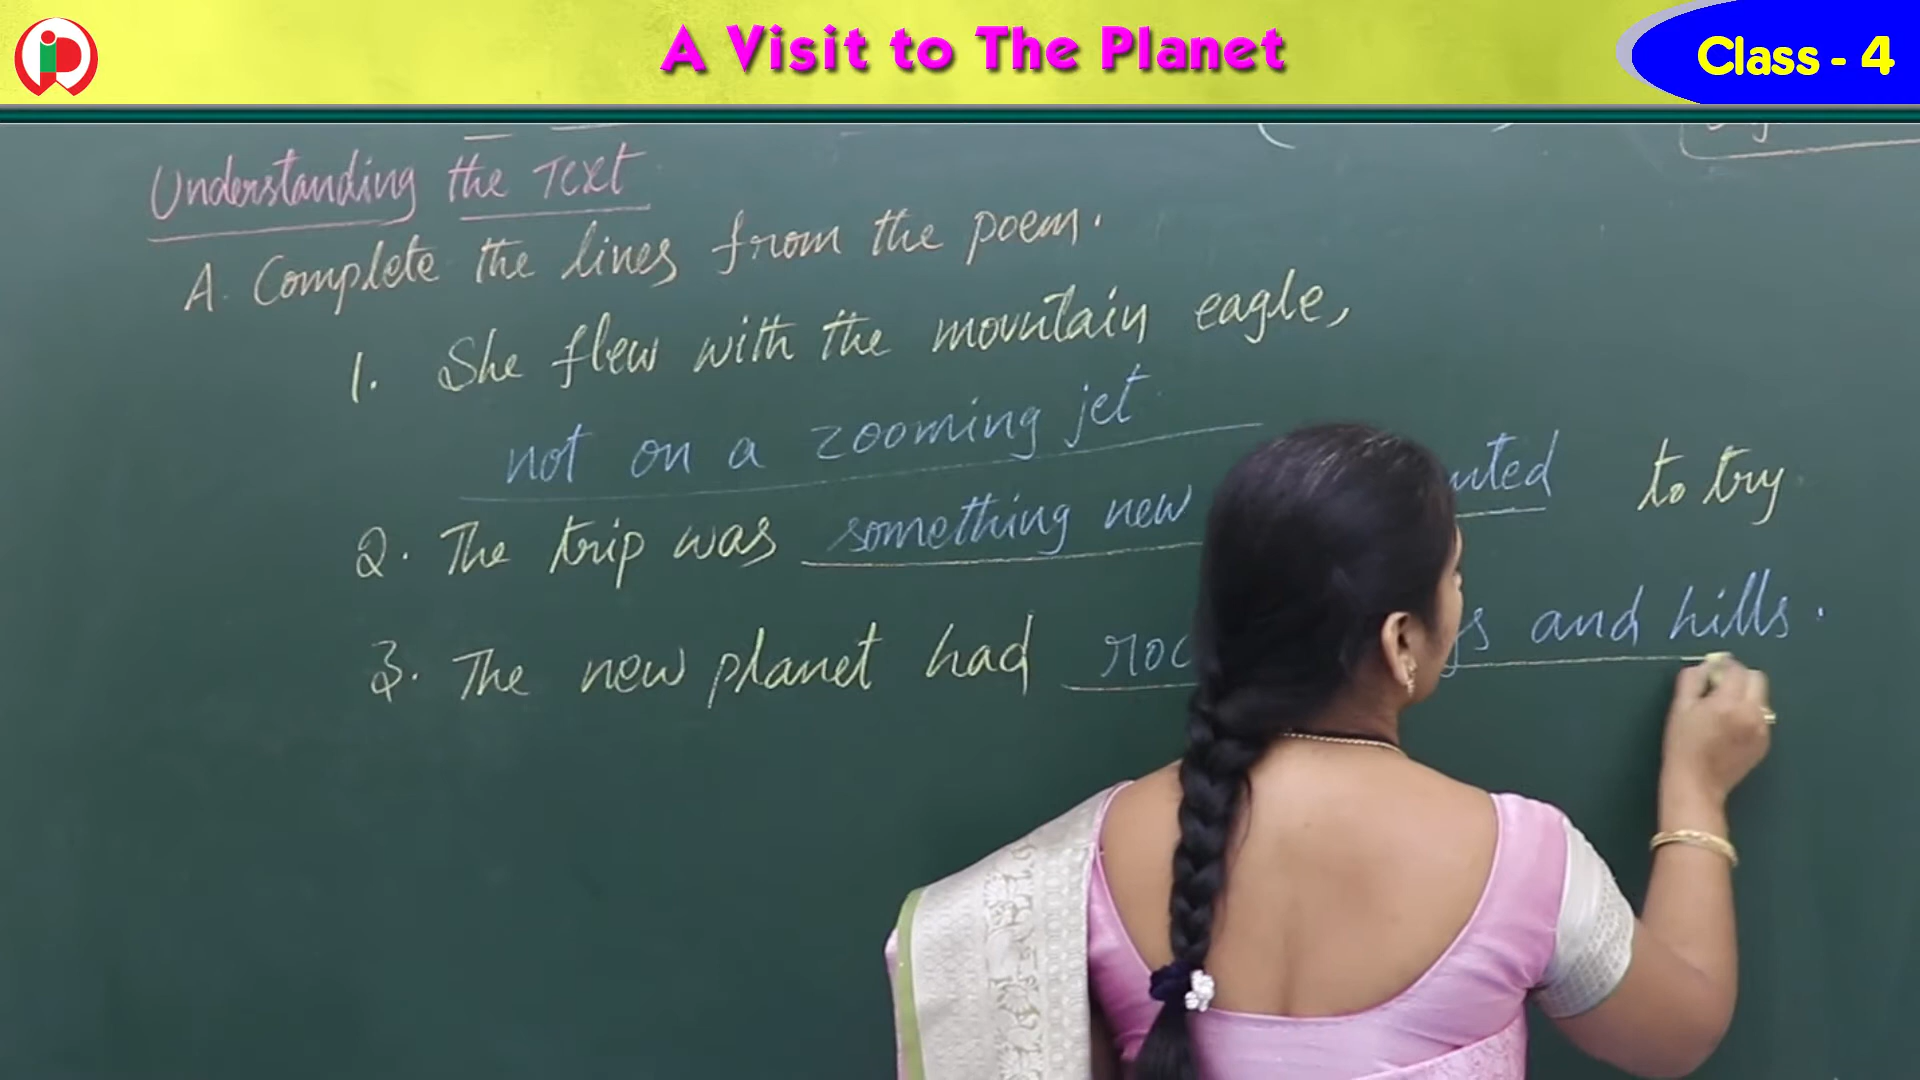 A Visit to The Planet
Class - 4
Understanding the Text
A. Complete the lines from the poem.
1. She flew with the mountain eagle,
not on a zooming jet.
2. The trip was something new to try
3. The new planet had and hills.